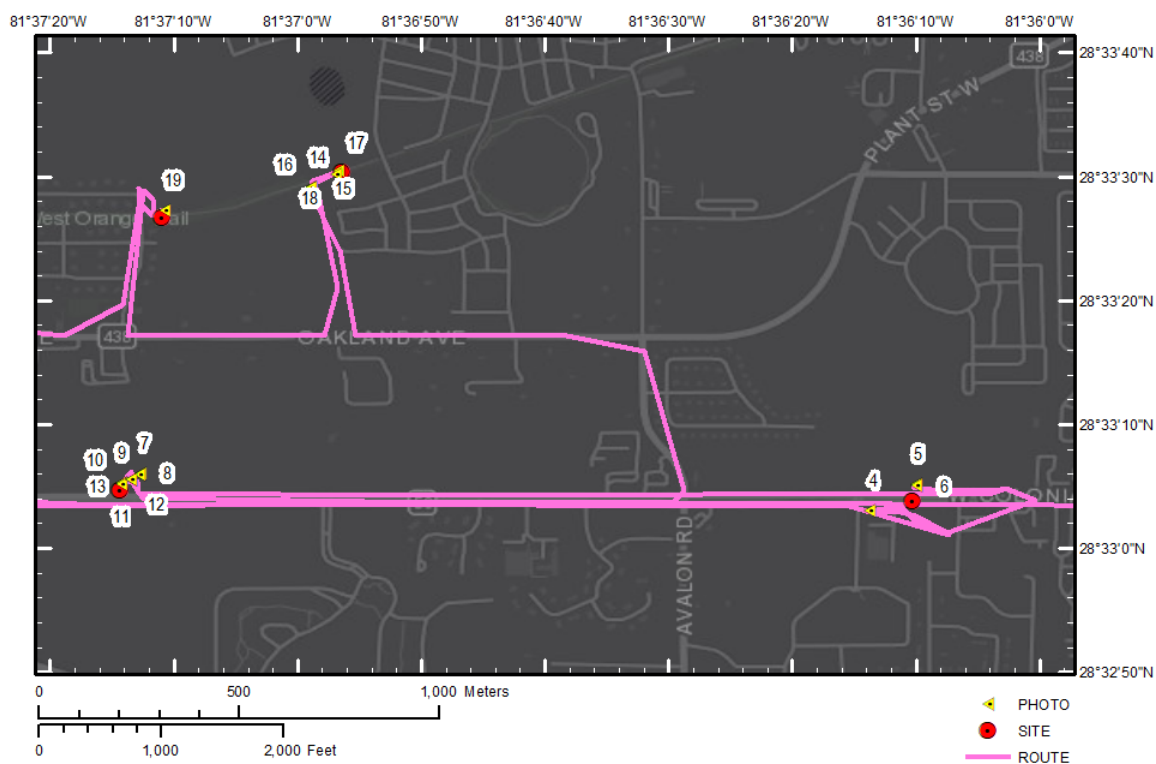 81°37'20"W 81°37'10"W 81°37'0"W 81°36'50"W 81°36'40"W 81°36'30"W 81°36'20"W 81°36'10"W 81°36'0"W
28°33'40"N
438
PLANT ST W
17
14
16
28°33'30"N
19
15
18
West Orange Trail
28°33'20"N
438
OAKLAND AVE
28°33'10"N
7
9
5
10
8
4
13
6
12
11
AVALON RD
28°33'0"N
28°32'50"N
0 500 1,000 Meters
0 1,000 2,000 Feet
PHOTO
SITE
ROUTE